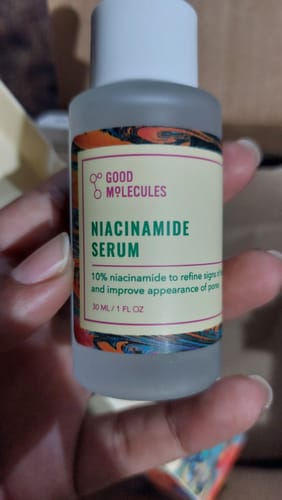 GOOD
MOLECULES
NIACINAMIDE
SERUM
10% niacinamide to refine signs of
and improve appearance of pores
30 ML / 1 FL OZ